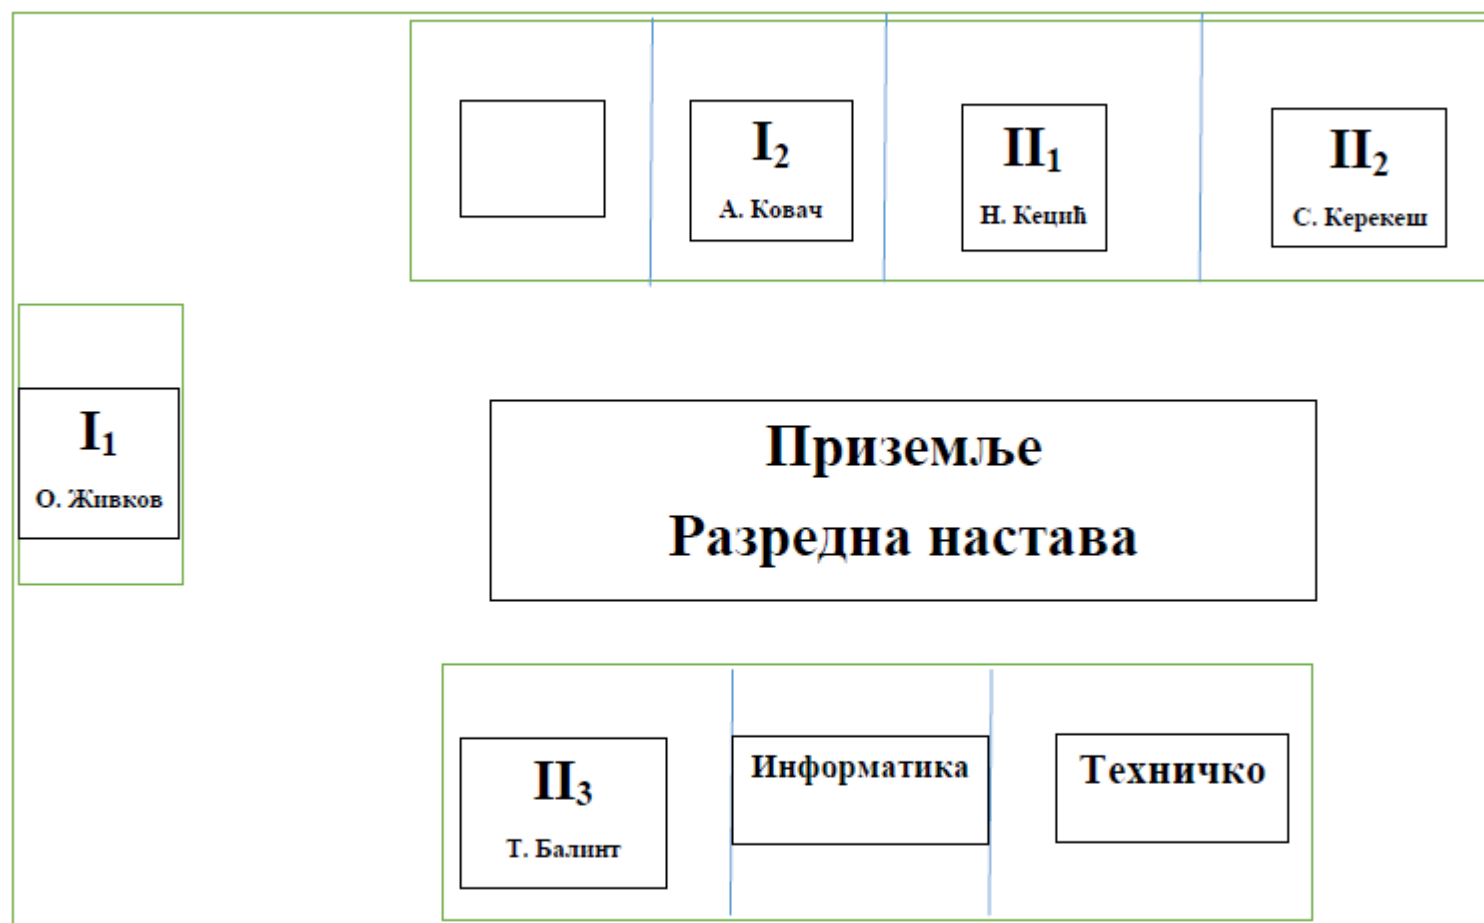 I₂
А. Ковач
II₁
Н. Кецић
II₂
С. Керекеш
I₁
О. Живков
Приземље
Разредна настава
II₃
Т. Балинт
Информатика
Техничко